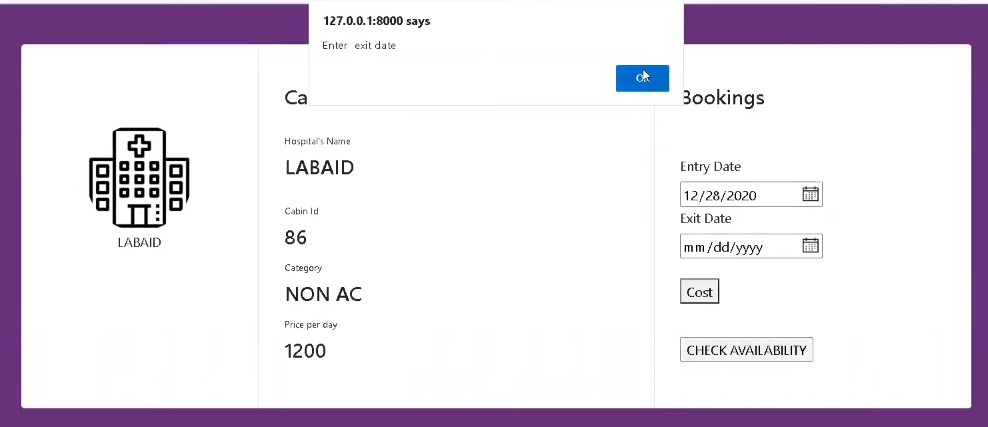 127.0.0.1:8000 says
Enter exit date
OK
Ca
Bookings
LABAID
Hospital's Name
LABAID
Cabin Id
86
Category
NON AC
Price per day
1200
Entry Date
12/28/2020
Exit Date
mm/dd/yyyy
Cost
CHECK AVAILABILITY